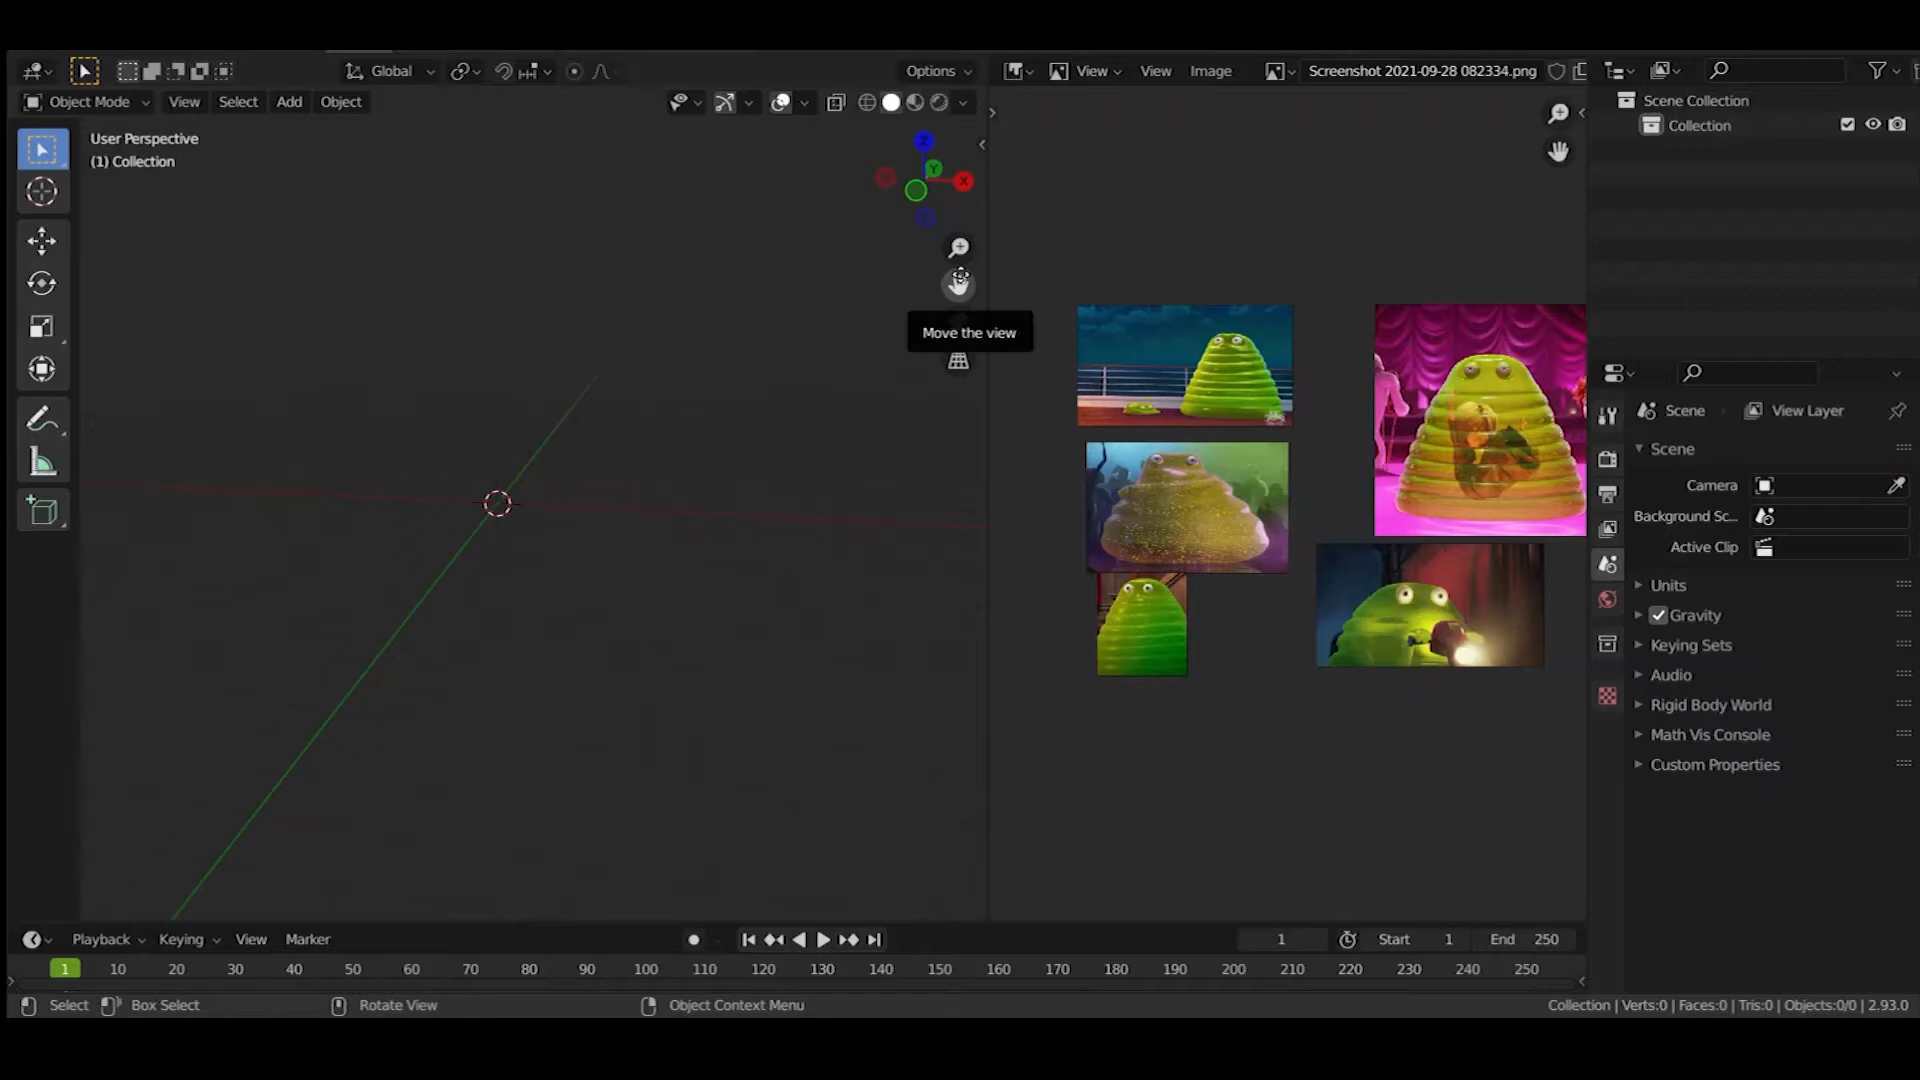 Global
Options
View
View
Image
Screenshot 2021-09-28 082334.png
Object Mode
View
Select
Add
Object
Scene Collection
Collection
User Perspective
(1) Collection
Z
Y
X
Move the view
Scene
View Layer
Scene
Camera
Background Sc...
Active Clip
Units
Gravity
Keying Sets
Audio
Rigid Body World
Math Vis Console
Custom Properties
Playback
Keying
View
Marker
1
Start 1
End 250
1 10 20 30 40 50 60 70 80 90 100 110 120 130 140 150 160 170 180 190 200 210 220 230 240 250
Select
Box Select
Rotate View
Object Context Menu
Collection | Verts:0 | Faces:0 | Tris:0 | Objects:0/0 | 2.93.0